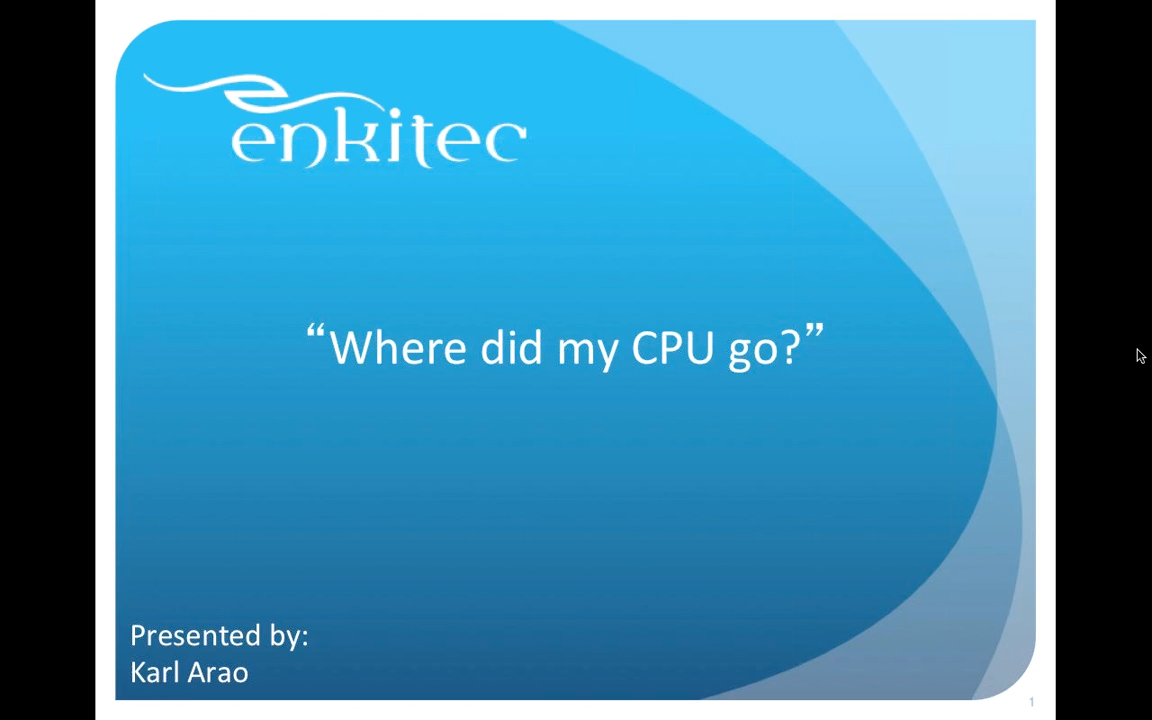 enkitec
“Where did my CPU go?”
Presented by:
Karl Arao
1